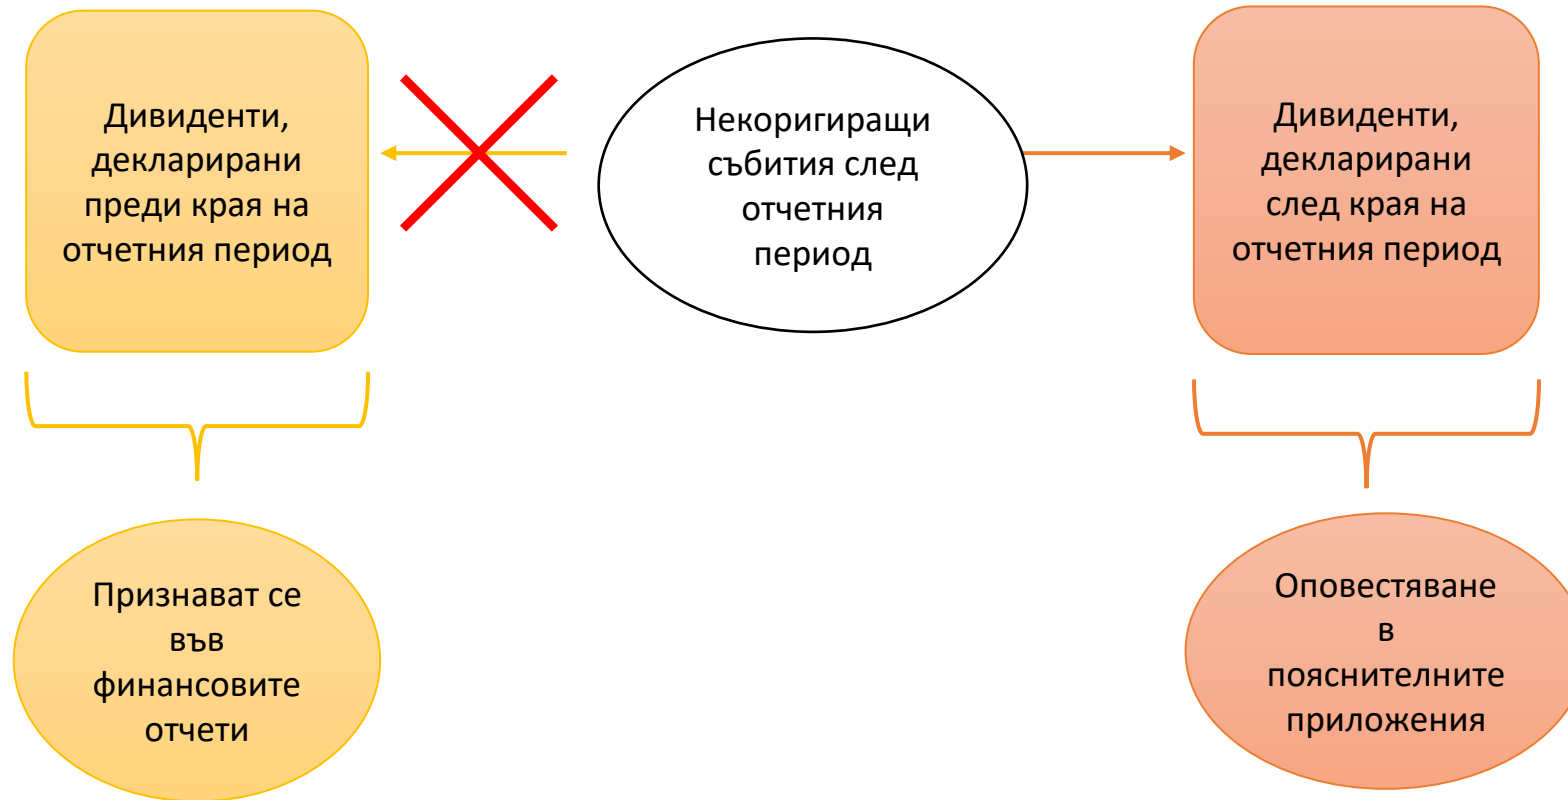 Дивиденти,
декларирани
преди края на
отчетния период
Некоригиращи
събития след
отчетния
период
Дивиденти,
декларирани
след края на
отчетния период
Признават се
във
финансовите
отчети
Оповестяване
в
пояснителните
приложения